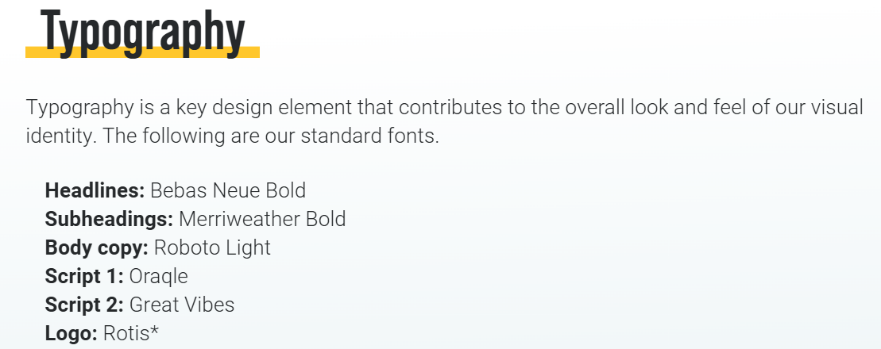 Typography
Typography is a key design element that contributes to the overall look and feel of our visual
identity. The following are our standard fonts.
Headlines: Bebas Neue Bold
Subheadings: Merriweather Bold
Body copy: Roboto Light
Script 1: Oraqle
Script 2: Great Vibes
Logo: Rotis*